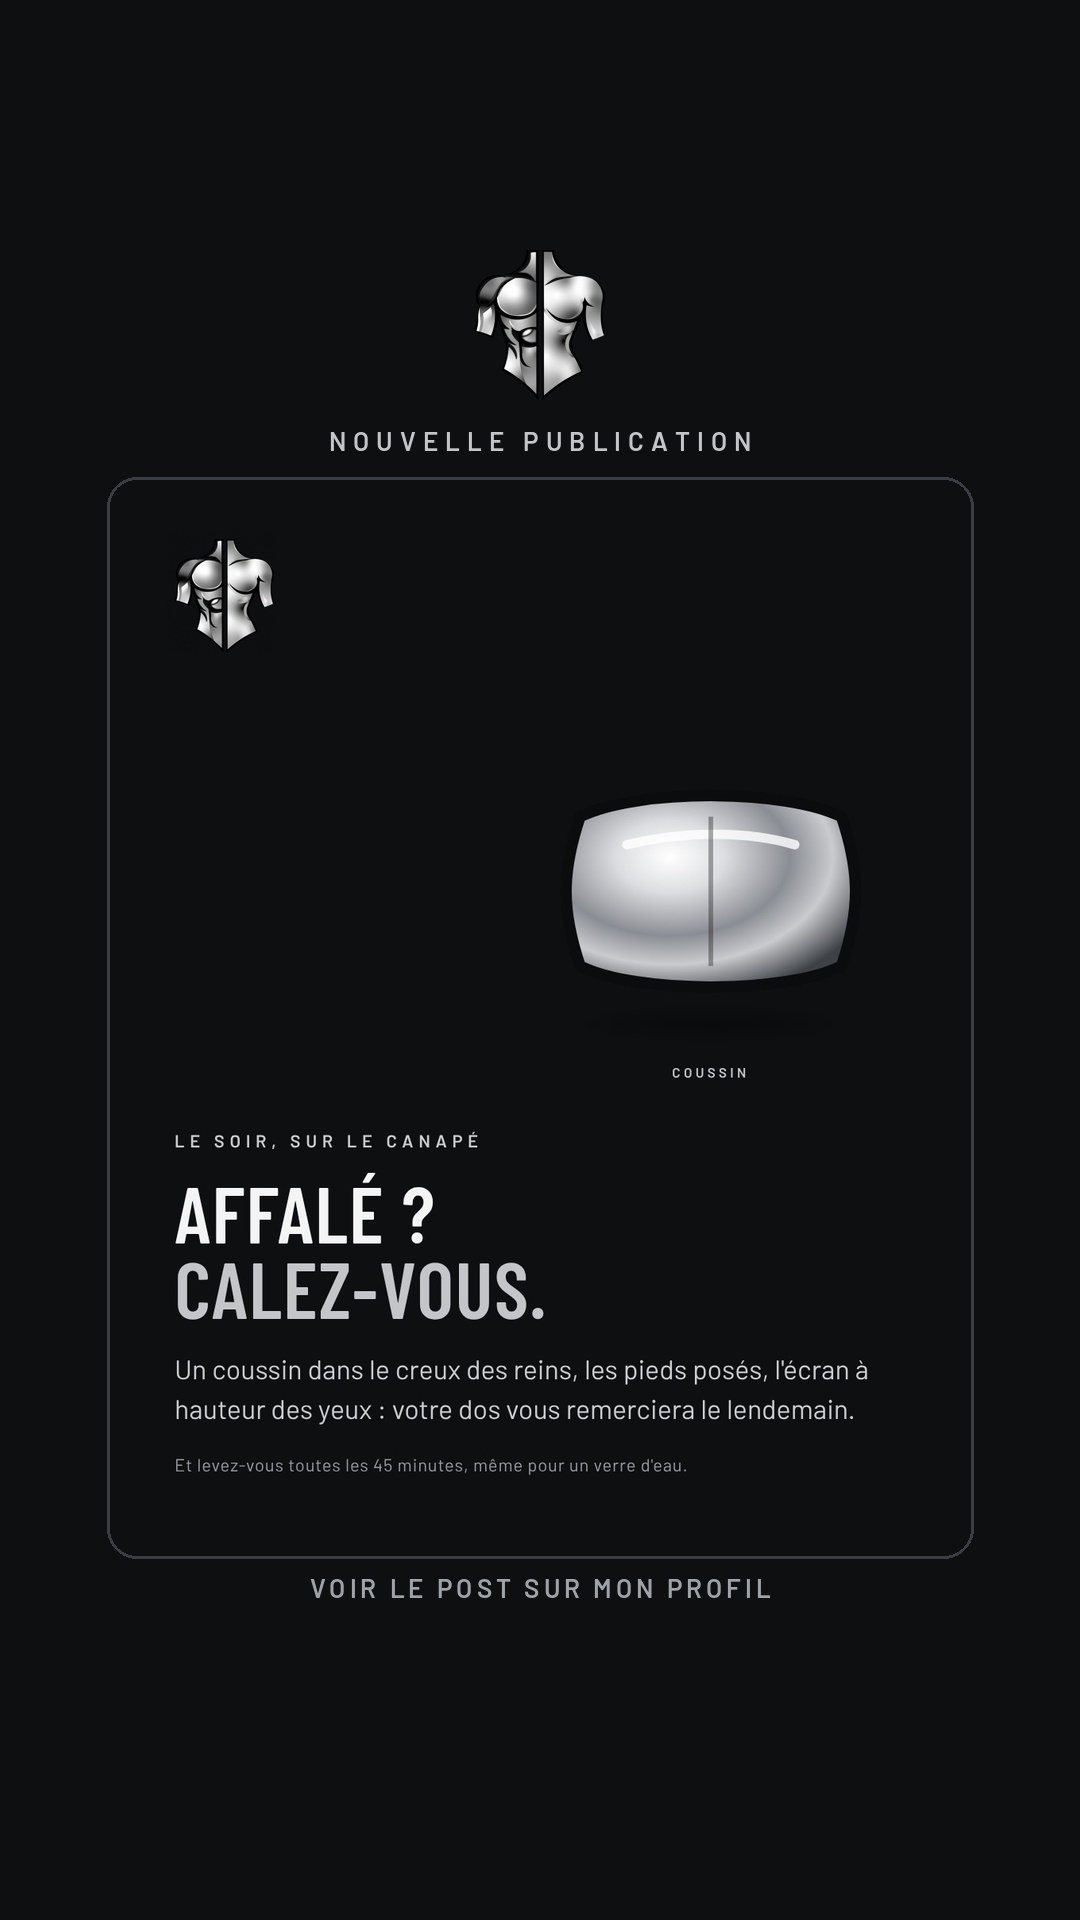 NOUVELLE PUBLICATION
COUSSIN
LE SOIR, SUR LE CANAPÉ
AFFALÉ ?
CALEZ-VOUS.
Un coussin dans le creux des reins, les pieds posés, l'écran à
hauteur des yeux : votre dos vous remerciera le lendemain.
Et levez-vous toutes les 45 minutes, même pour un verre d'eau.
VOIR LE POST SUR MON PROFIL